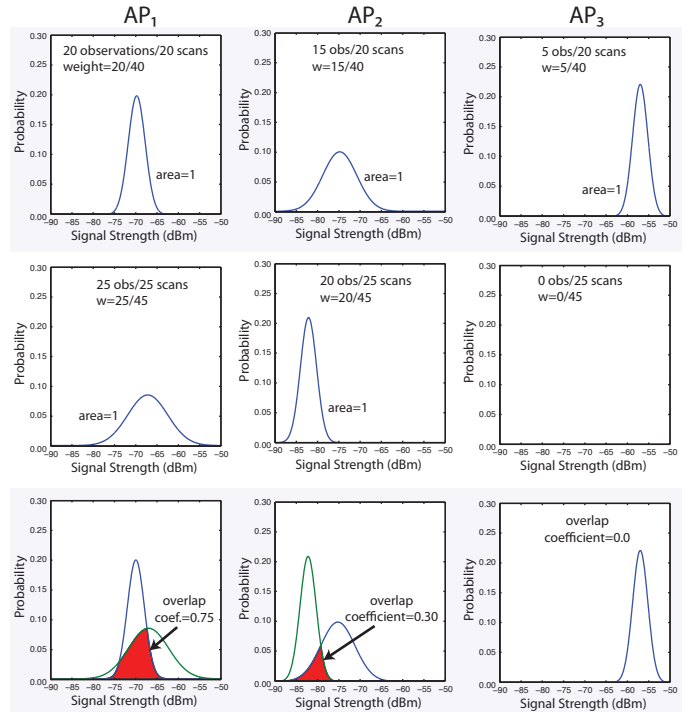 AP1
AP2
AP3
0.30
0.25
0.20
0.15
0.10
0.05
0.00
Probability
20 observations/20 scans
weight=20/40
area=1
−90 −85 −80 −75 −70 −65 −60 −55 −50
Signal Strength (dBm)
0.30
0.25
0.20
0.15
0.10
0.05
0.00
Probability
15 obs/20 scans
w=15/40
area=1
−90 −85 −80 −75 −70 −65 −60 −55 −50
Signal Strength (dBm)
0.30
0.25
0.20
0.15
0.10
0.05
0.00
Probability
5 obs/20 scans
w=5/40
area=1
−90 −85 −80 −75 −70 −65 −60 −55 −50
Signal Strength (dBm)
0.30
0.25
0.20
0.15
0.10
0.05
0.00
Probability
25 obs/25 scans
w=25/45
area=1
−90 −85 −80 −75 −70 −65 −60 −55 −50
Signal Strength (dBm)
0.30
0.25
0.20
0.15
0.10
0.05
0.00
Probability
20 obs/25 scans
w=20/45
area=1
−90 −85 −80 −75 −70 −65 −60 −55 −50
Signal Strength (dBm)
0.30
0.25
0.20
0.15
0.10
0.05
0.00
Probability
0 obs/25 scans
w=0/45
−90 −85 −80 −75 −70 −65 −60 −55 −50
Signal Strength (dBm)
0.30
0.25
0.20
0.15
0.10
0.05
0.00
Probability
overlap
coef.=0.75
−90 −85 −80 −75 −70 −65 −60 −55 −50
Signal Strength (dBm)
0.30
0.25
0.20
0.15
0.10
0.05
0.00
Probability
overlap
coefficient=0.30
−90 −85 −80 −75 −70 −65 −60 −55 −50
Signal Strength (dBm)
0.30
0.25
0.20
0.15
0.10
0.05
0.00
Probability
overlap
coefficient=0.0
−90 −85 −80 −75 −70 −65 −60 −55 −50
Signal Strength (dBm)